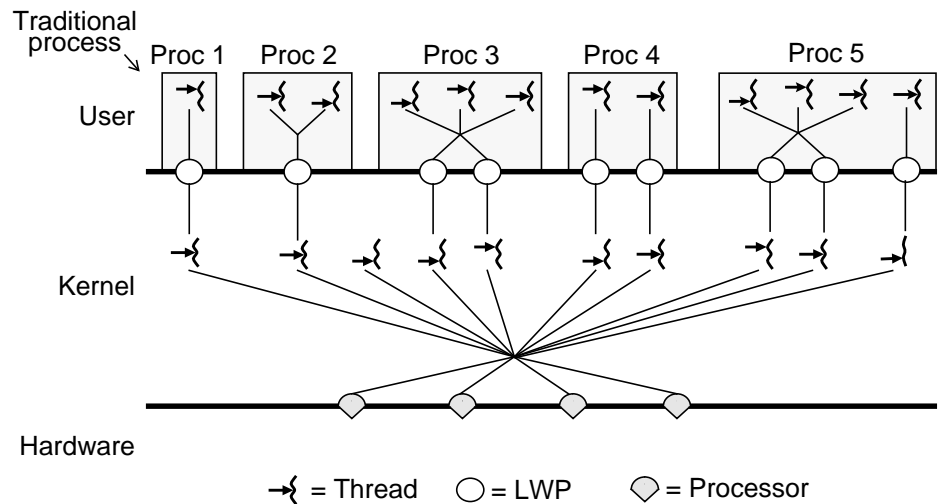 Traditional
process
Proc 1
Proc 2
Proc 3
Proc 4
Proc 5
User
Kernel
Hardware
= Thread
= LWP
= Processor